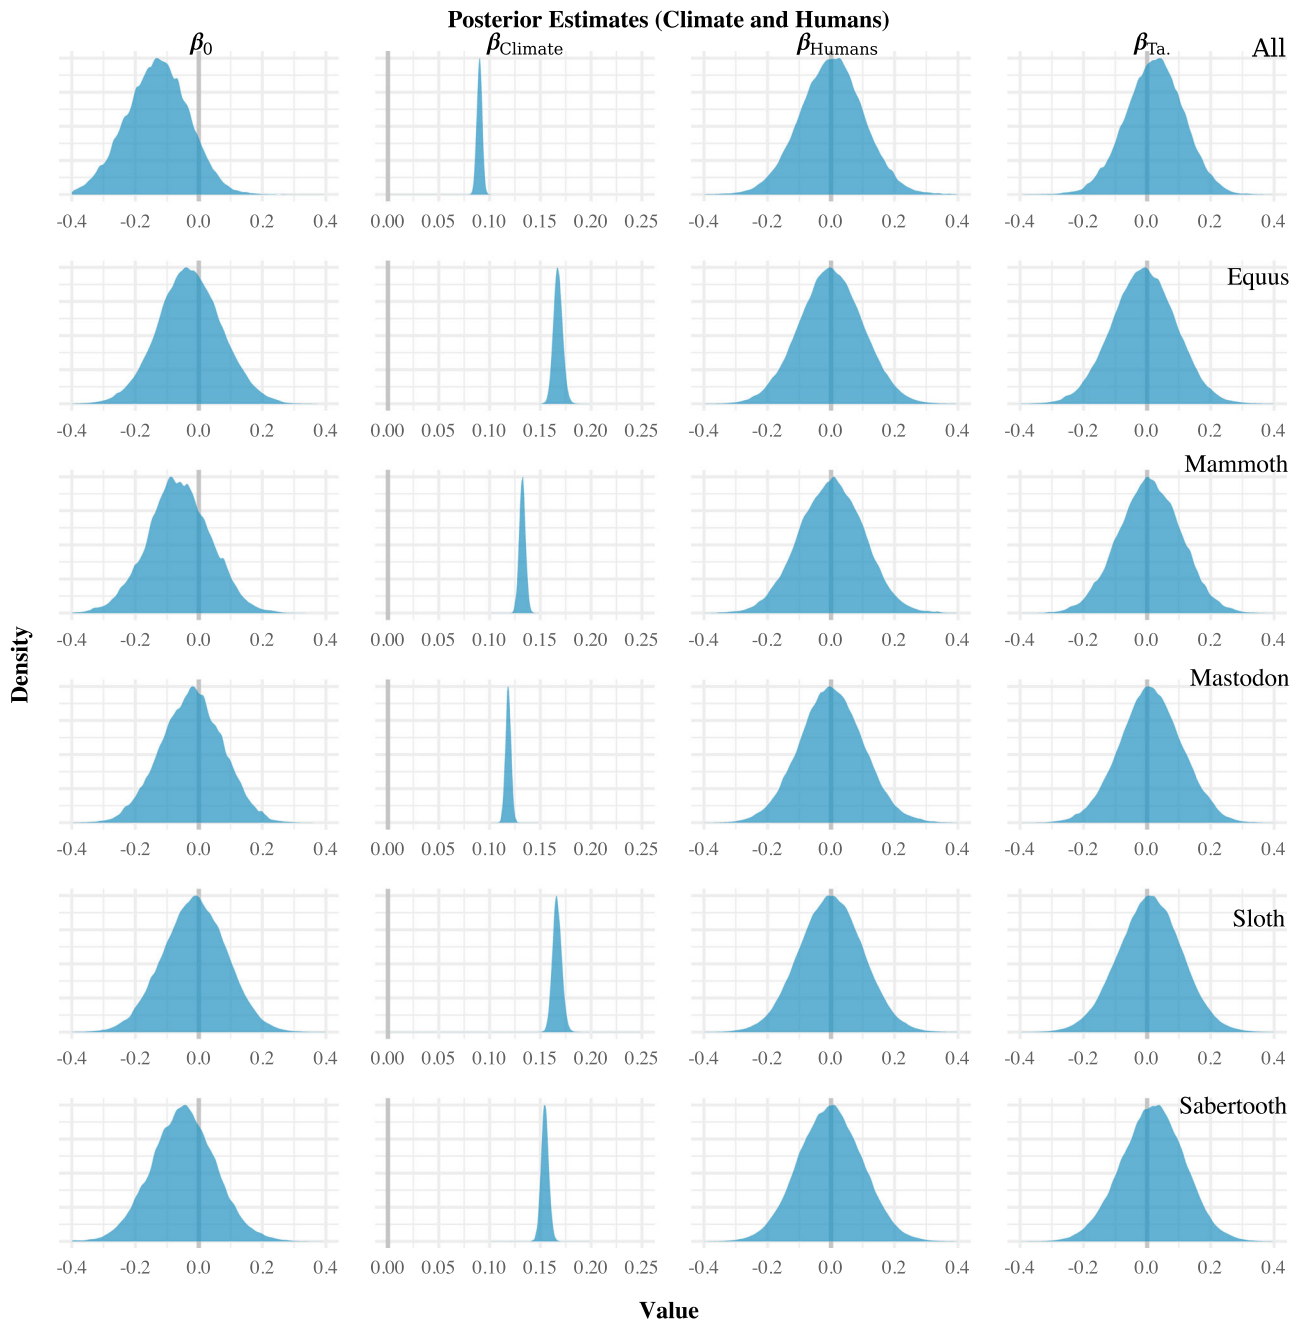 Posterior Estimates (Climate and Humans)
β0 βClimate βHumans βTa. All
-0.4 -0.2 0.0 0.2 0.4 0.00 0.05 0.10 0.15 0.20 0.25 -0.4 -0.2 0.0 0.2 0.4 -0.4 -0.2 0.0 0.2 0.4
Equus
-0.4 -0.2 0.0 0.2 0.4 0.00 0.05 0.10 0.15 0.20 0.25 -0.4 -0.2 0.0 0.2 0.4 -0.4 -0.2 0.0 0.2 0.4
Mammoth
-0.4 -0.2 0.0 0.2 0.4 0.00 0.05 0.10 0.15 0.20 0.25 -0.4 -0.2 0.0 0.2 0.4 -0.4 -0.2 0.0 0.2 0.4
Density
Mastodon
-0.4 -0.2 0.0 0.2 0.4 0.00 0.05 0.10 0.15 0.20 0.25 -0.4 -0.2 0.0 0.2 0.4 -0.4 -0.2 0.0 0.2 0.4
Sloth
-0.4 -0.2 0.0 0.2 0.4 0.00 0.05 0.10 0.15 0.20 0.25 -0.4 -0.2 0.0 0.2 0.4 -0.4 -0.2 0.0 0.2 0.4
Sabertooth
-0.4 -0.2 0.0 0.2 0.4 0.00 0.05 0.10 0.15 0.20 0.25 -0.4 -0.2 0.0 0.2 0.4 -0.4 -0.2 0.0 0.2 0.4
Value